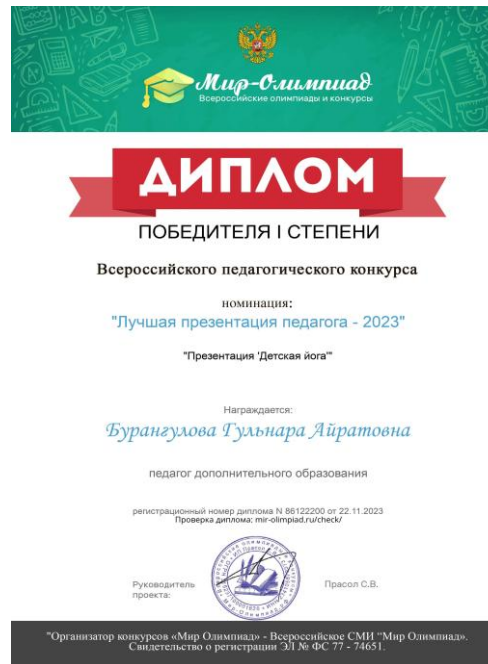 Мир-Олимпиад
Всероссийские олимпиады и конкурсы
ДИПЛОМ
ПОБЕДИТЕЛЯ I СТЕПЕНИ
Всероссийского педагогического конкурса
номинация:
"Лучшая презентация педагога - 2023"
"Презентация 'Детская йога'"
Награждается:
Бурангулова Гульнара Айратовна
педагог дополнительного образования
регистрационный номер диплома N 86122200 от 22.11.2023
Проверка диплома: mir-olimpiad.ru/check/
Руководитель
проекта:
Прасол С.В.
"Организатор конкурсов «Мир Олимпиад» - Всероссийское СМИ "Мир Олимпиад».
Свидетельство о регистрации ЭЛ № ФС 77 - 74651.